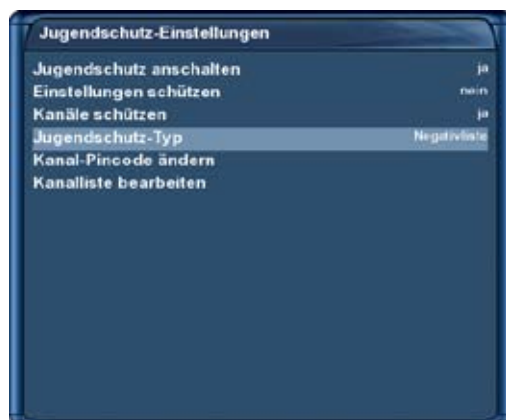 Jugendschutz-Einstellungen
Jugendschutz anschalten ja
Einstellungen schützen nein
Kanäle schützen ja
Jugendschutz-Typ Negativliste
Kanal-Pincode ändern
Kanalliste bearbeiten